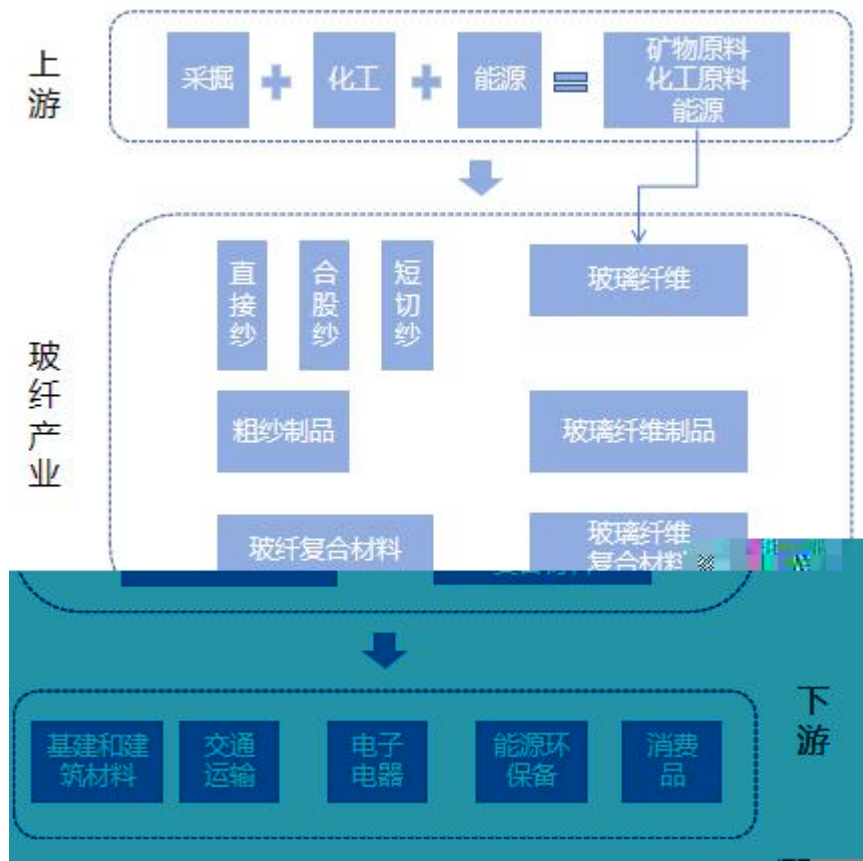 上游
采掘
化工
能源
矿物原料
化工原料
能源
玻纤产业
直接纱
合股纱
短切纱
玻璃纤维
粗纱制品
玻璃纤维制品
玻纤复合材料
玻璃纤维
复合材料
下游
基建和建
筑材料
交通
运输
电子
电器
能源环
保备
消费
品